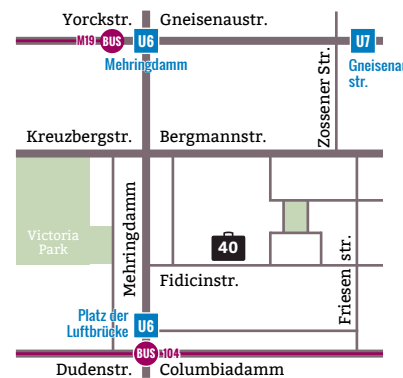 Yorckstr. Gneisenaustr.
M19 BUS U6 U7
Mehringdamm
Gneisenau
str.
Zossener Str.
Kreuzbergstr. Bergmannstr.
Mehringdamm
Victoria
Park
40
Friesen str.
Fidicinstr.
Platz der
Luftbrücke U6
BUS 104
Dudenstr. Columbiadamm